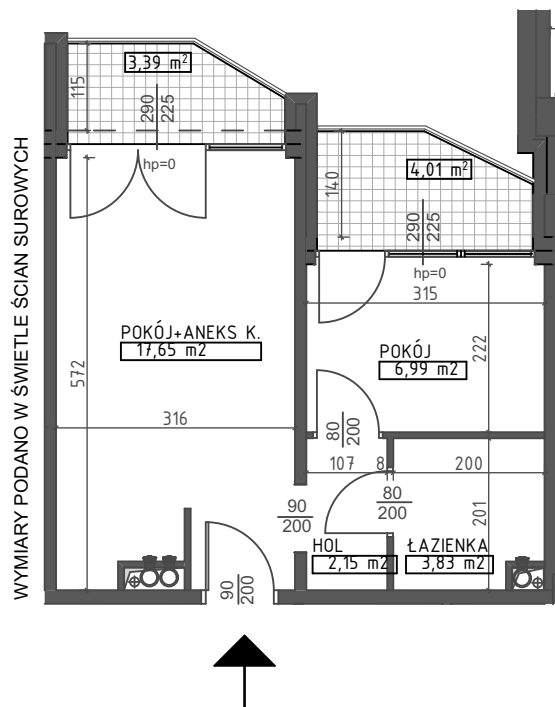 3,39 m²
115
290
225
hp=0
4,01 m²
140
290
225
hp=0
315
WYMIARY PODANO W ŚWIETLE ŚCIAN SUROWYCH
POKÓJ+ANEKS K.
17,65 m2
572
POKÓJ
6,99 m2
222
316
80
200
107
8
200
80
200
201
90
200
HOL
2,15 m2
ŁAZIENKA
3,83 m2
90
200